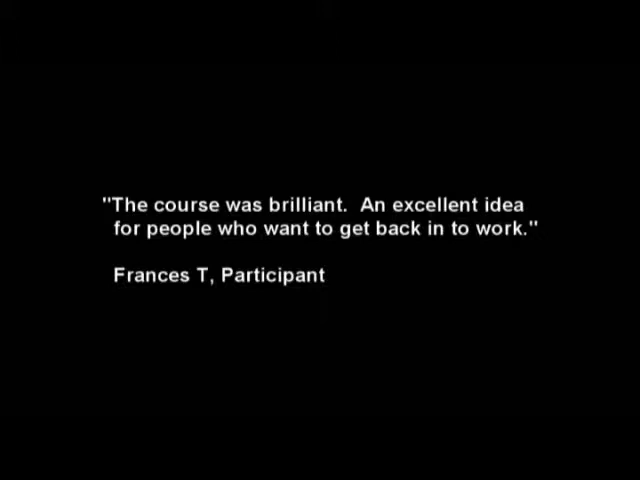 "The course was brilliant.  An excellent idea
for people who want to get back in to work."
Frances T, Participant